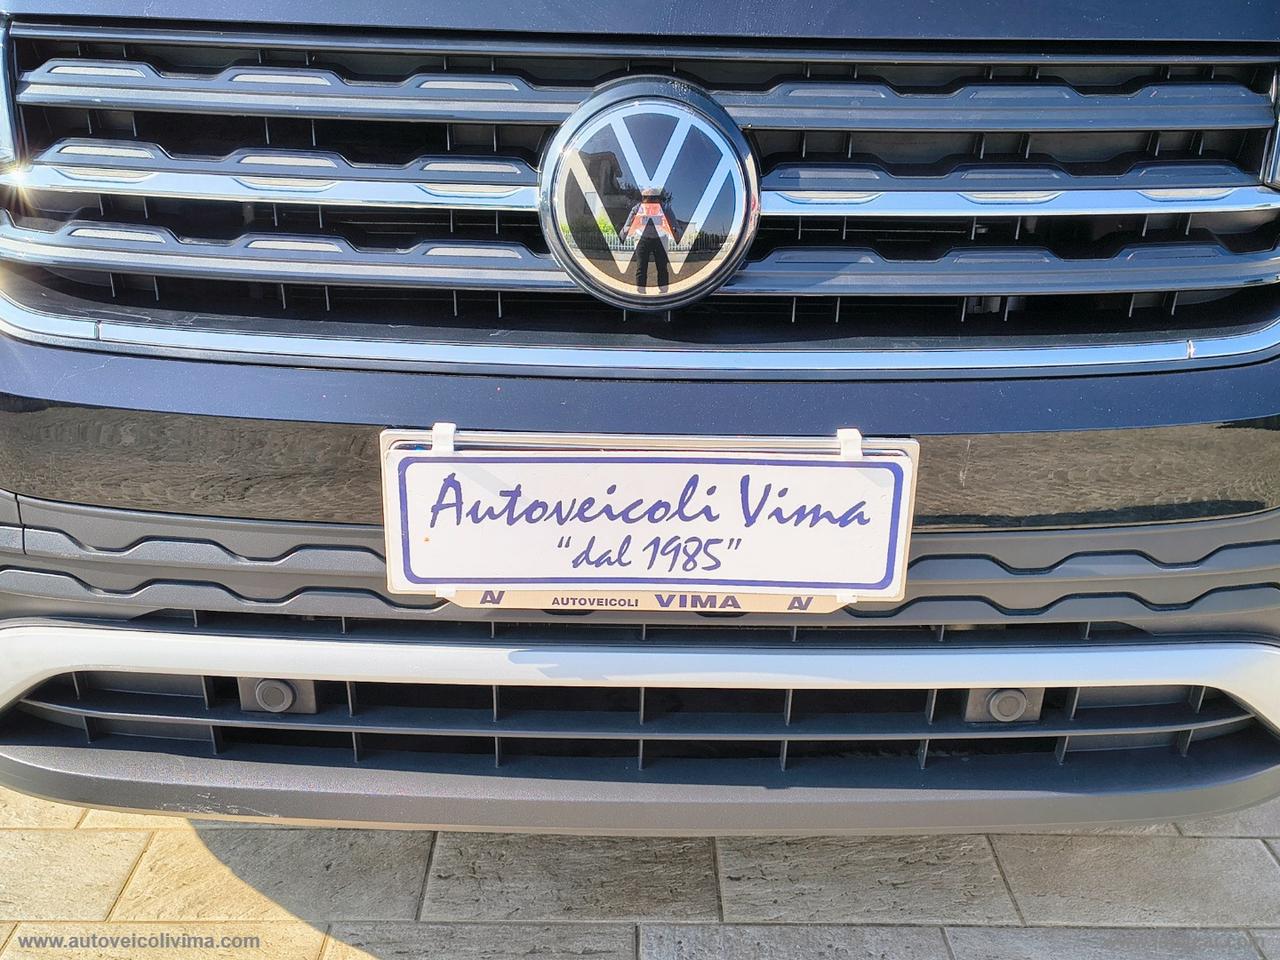 Autoveicoli Vima
"dal 1985"
AV AUTOVEICOLI VIMA AV
www.autoveicolivima.com